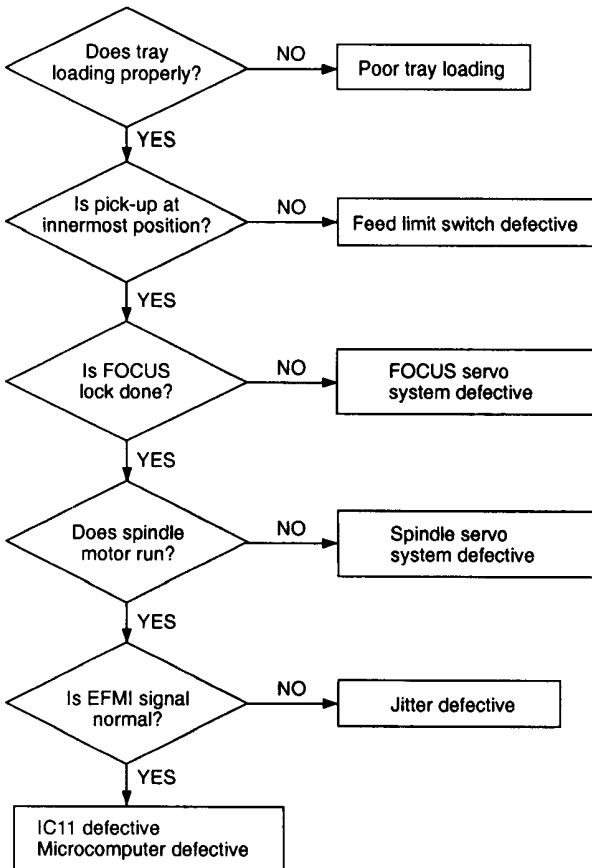 Does tray
loading properly?
NO
Poor tray loading
YES
Is pick-up at
innermost position?
NO
Feed limit switch defective
YES
Is FOCUS
lock done?
NO
FOCUS servo
system defective
YES
Does spindle
motor run?
NO
Spindle servo
system defective
YES
Is EFMI signal
normal?
NO
Jitter defective
YES
IC11 defective
Microcomputer defective